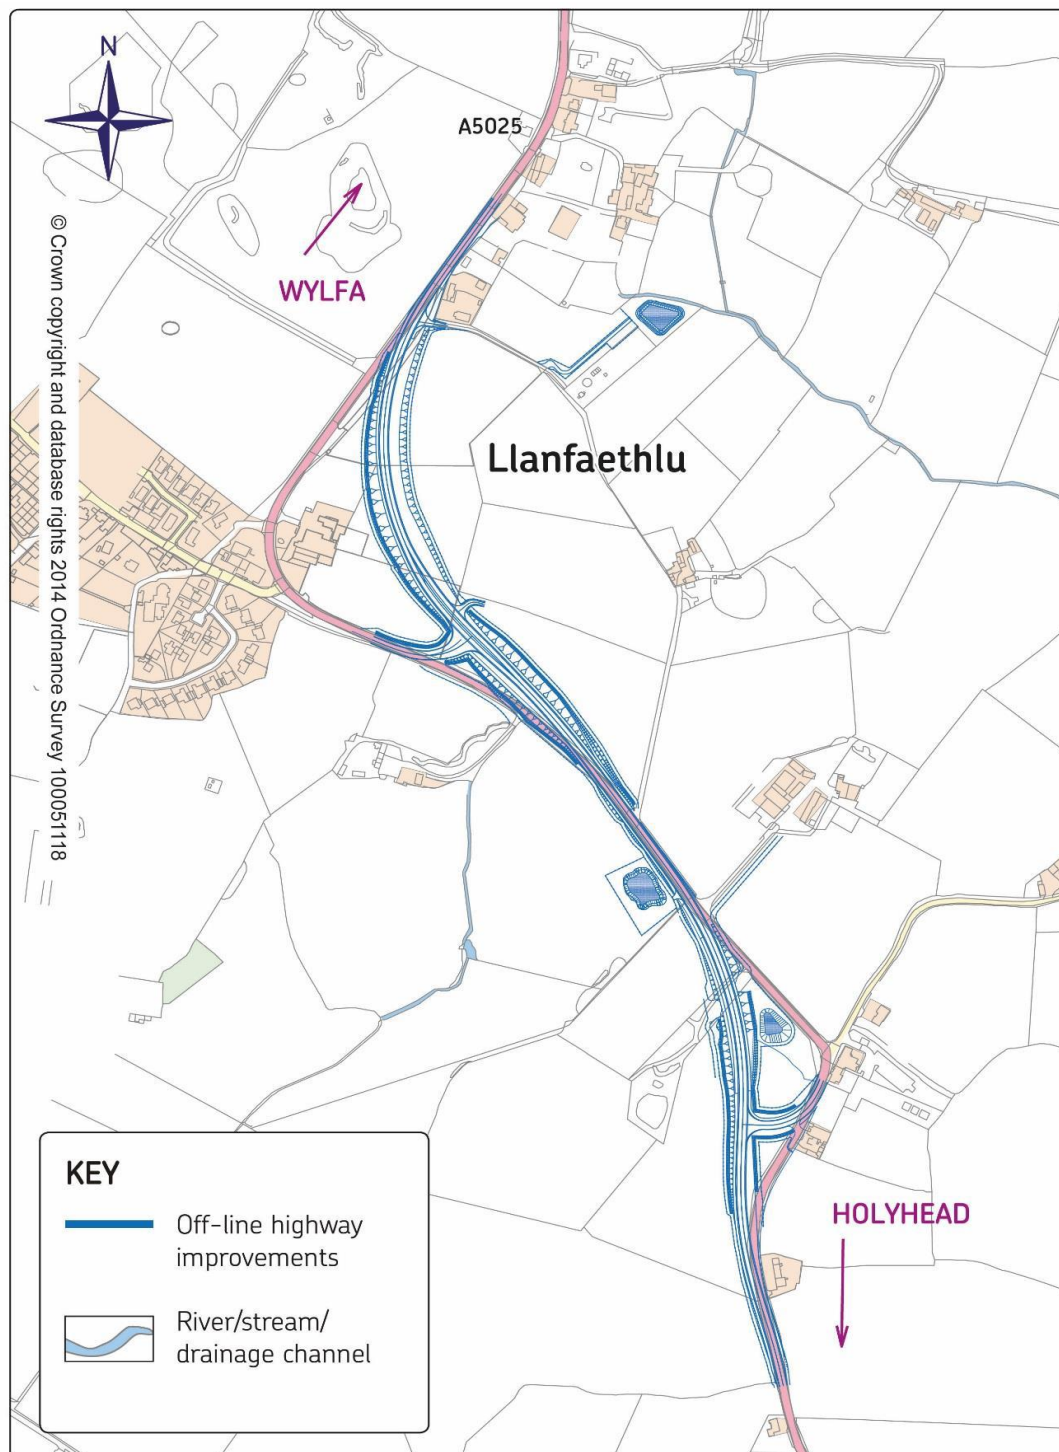 N
A5025
WYLFA
© Crown copyright and database rights 2014 Ordnance Survey 100051118
Llanfaethlu
HOLYHEAD
KEY
Off-line highway
improvements
River/stream/
drainage channel